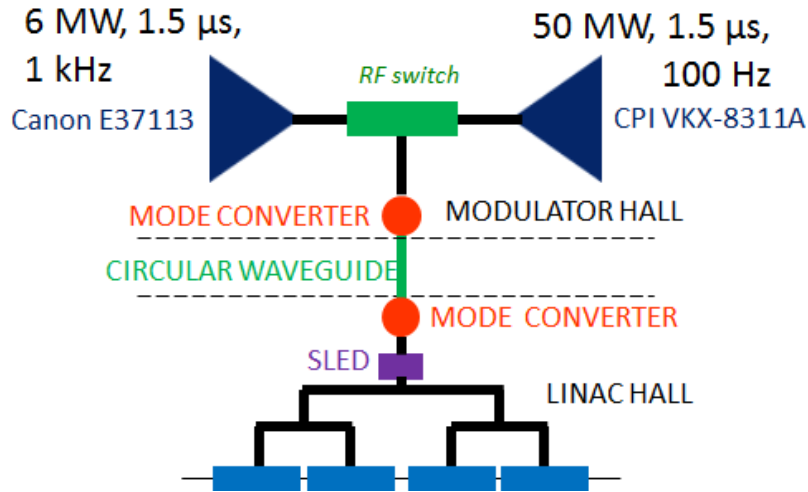 6 MW, 1.5 µs,
1 kHz
Canon E37113
RF switch
50 MW, 1.5 µs,
100 Hz
CPI VKX-8311A
MODE CONVERTER
MODULATOR HALL
CIRCULAR WAVEGUIDE
MODE CONVERTER
SLED
LINAC HALL